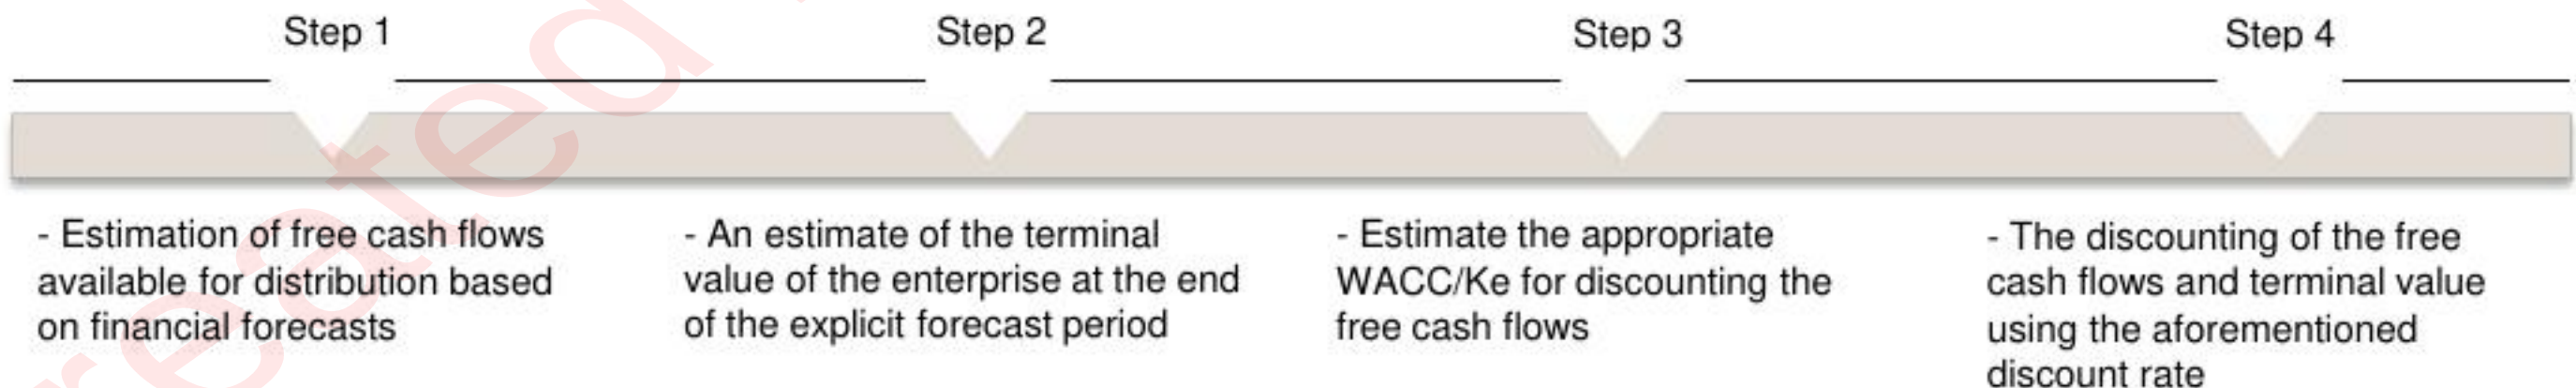 Step 1
Step 2
Step 3
Step 4
- Estimation of free cash flows
available for distribution based
on financial forecasts
- An estimate of the terminal
value of the enterprise at the end
of the explicit forecast period
- Estimate the appropriate
WACC/Ke for discounting the
free cash flows
- The discounting of the free
cash flows and terminal value
using the aforementioned
discount rate